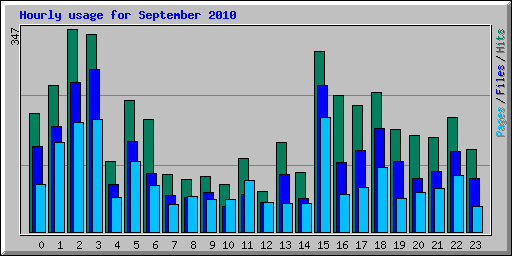 Hourly usage for September 2010
347
Pages / Files / Hits
0 1 2 3 4 5 6 7 8 9 10 11 12 13 14 15 16 17 18 19 20 21 22 23